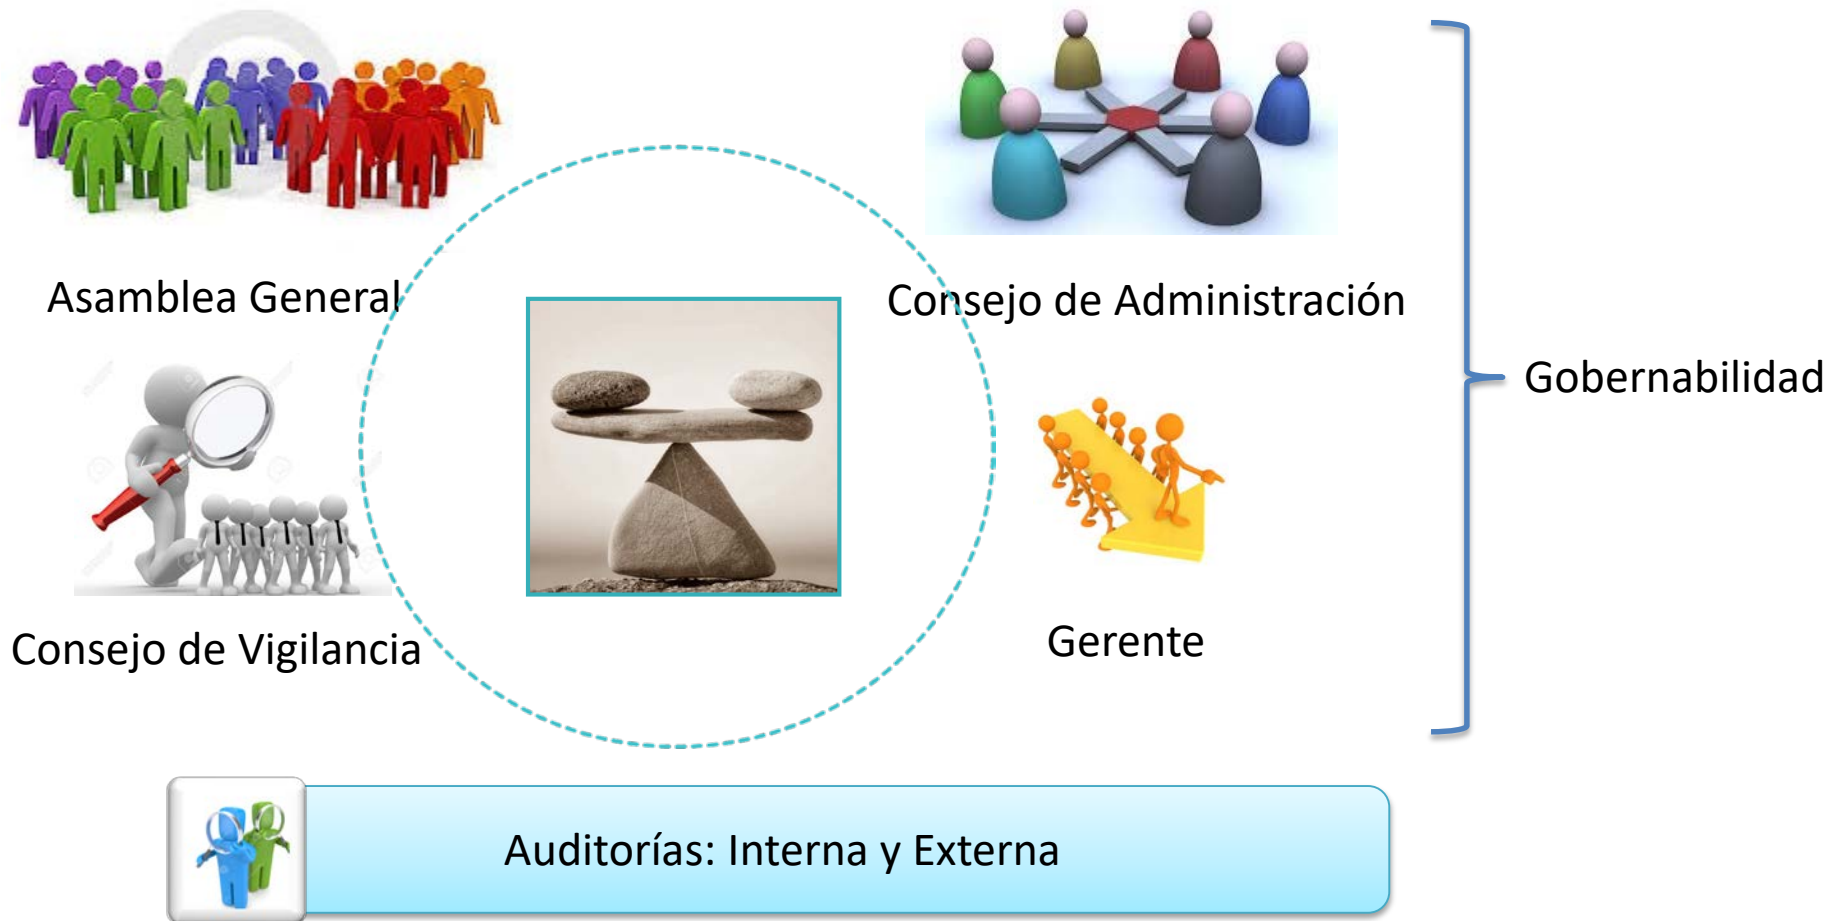 Asamblea General
Consejo de Administración
Gobernabilidad
Consejo de Vigilancia
Gerente
Auditorías: Interna y Externa